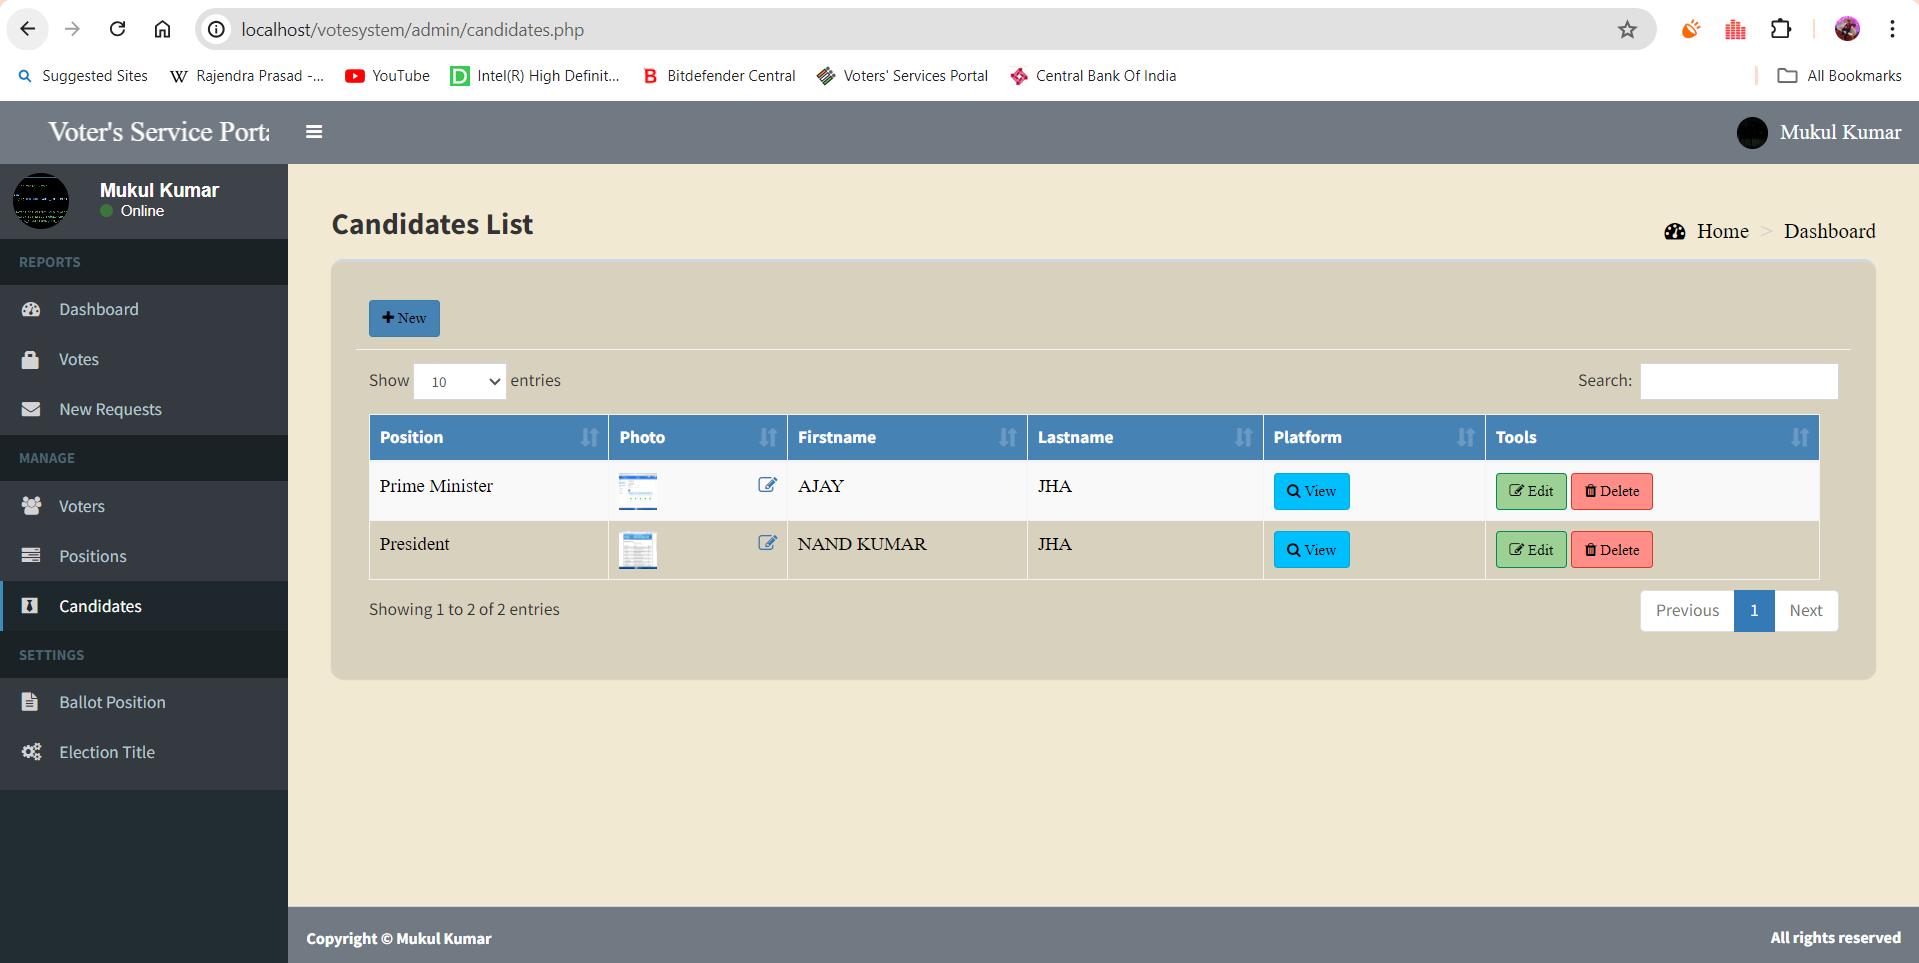 localhost/votesystem/admin/candidates.php
Suggested Sites
Rajendra Prasad -...
YouTube
Intel(R) High Definit...
Bitdefender Central
Voters' Services Portal
Central Bank Of India
All Bookmarks
Voter's Service Porta
Mukul Kumar
Mukul Kumar
Online
REPORTS
Dashboard
Votes
New Requests
MANAGE
Voters
Positions
Candidates
SETTINGS
Ballot Position
Election Title
Candidates List
Home > Dashboard
New
Show 10 entries
Search:
Position Photo Firstname Lastname Platform Tools
Prime Minister AJAY JHA View Edit Delete
President NAND KUMAR JHA View Edit Delete
Showing 1 to 2 of 2 entries
Previous 1 Next
Copyright © Mukul Kumar
All rights reserved